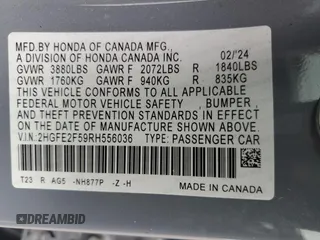 MFD.BY HONDA OF CANADA MFG.,
A DIVISION OF HONDA CANADA INC. 02/'24
GVWR 3880LBS GAWR F 2072LBS R 1840LBS
GVWR 1760KG GAWR F 940KG R 835KG
THIS VEHICLE CONFORMS TO ALL APPLICABLE
FEDERAL MOTOR VEHICLE SAFETY, BUMPER, AND
THEFT PREVENTION STANDARDS IN EFFECT ON
THE DATE OF MANUFACTURE SHOWN ABOVE.
V.I.N: 2HGFE2F59RH556036 TYPE: PASSENGER CAR
T23 R AG5 -NH877P -Z -H
MADE IN CANADA
© 2026 BIDHISTORIC.COM